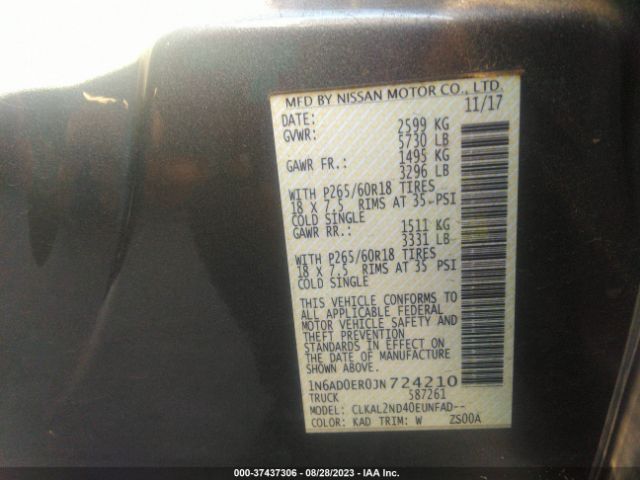 MFD BY NISSAN MOTOR CO., LTD.
DATE: 11/17
GVWR: 2599 KG
5730 LB
GAWR FR.: 1495 KG
3296 LB
WITH P265/60R18 TIRES
18 X 7.5 RIMS AT 35 PSI
COLD SINGLE
GAWR RR.: 1511 KG
3331 LB
WITH P265/60R18 TIRES
18 X 7.5 RIMS AT 35 PSI
COLD SINGLE
THIS VEHICLE CONFORMS TO
ALL APPLICABLE FEDERAL
MOTOR VEHICLE SAFETY AND
THEFT PREVENTION
STANDARDS IN EFFECT ON
THE DATE OF MANUFACTURE
SHOWN ABOVE.
1N6AD0ER0JN724210
TRUCK 587261
MODEL: CLKAL2ND40EUNFAD--
COLOR: KAD TRIM: W ZS00A
000-37437306 - 08/28/2023 - IAA Inc.